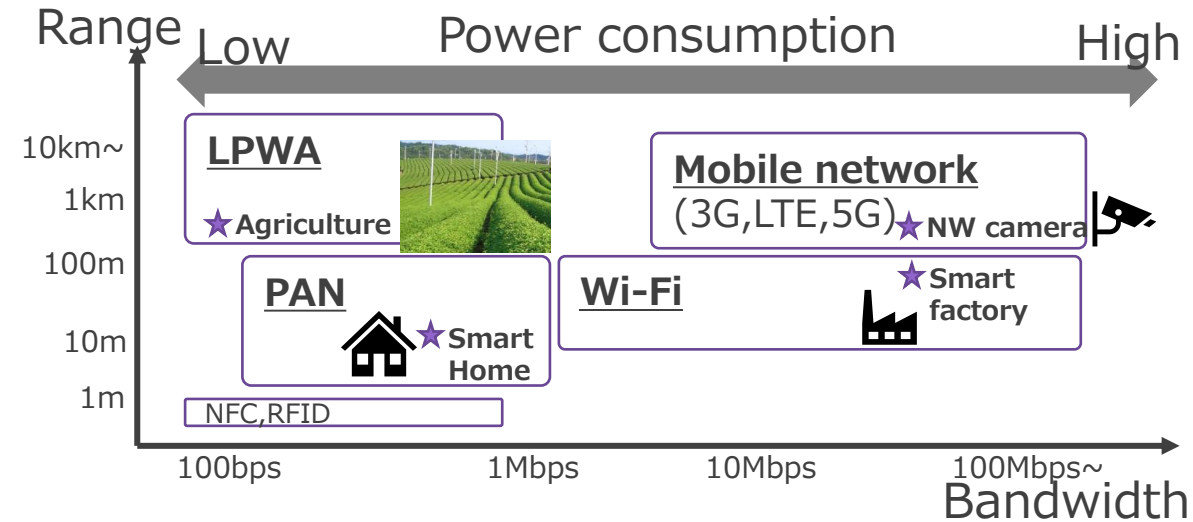 Range
Low
Power consumption
High
10km~
LPWA
Mobile network
1km
(3G,LTE,5G)
Agriculture
NW camera
100m
PAN
Wi-Fi
Smart
factory
10m
Smart
Home
1m
NFC,RFID
100bps
1Mbps
10Mbps
100Mbps~
Bandwidth